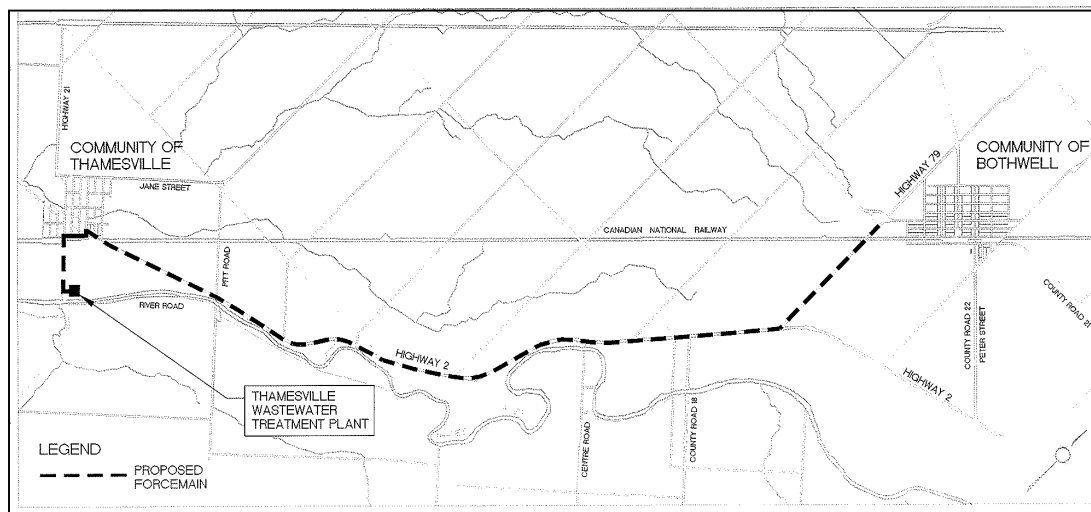 HIGHWAY 21
COMMUNITY OF
THAMESVILLE
JANE STREET
PITT ROAD
RIVER ROAD
CANADIAN NATIONAL RAILWAY
HIGHWAY 79
COMMUNITY OF
BOTHWELL
COUNTY ROAD 21
COUNTY ROAD 22
PETER STREET
HIGHWAY 2
HIGHWAY 2
THAMESVILLE
WASTEWATER
TREATMENT PLANT
CENTRE ROAD
COUNTY ROAD 18
LEGEND
PROPOSED
FORCEMAIN